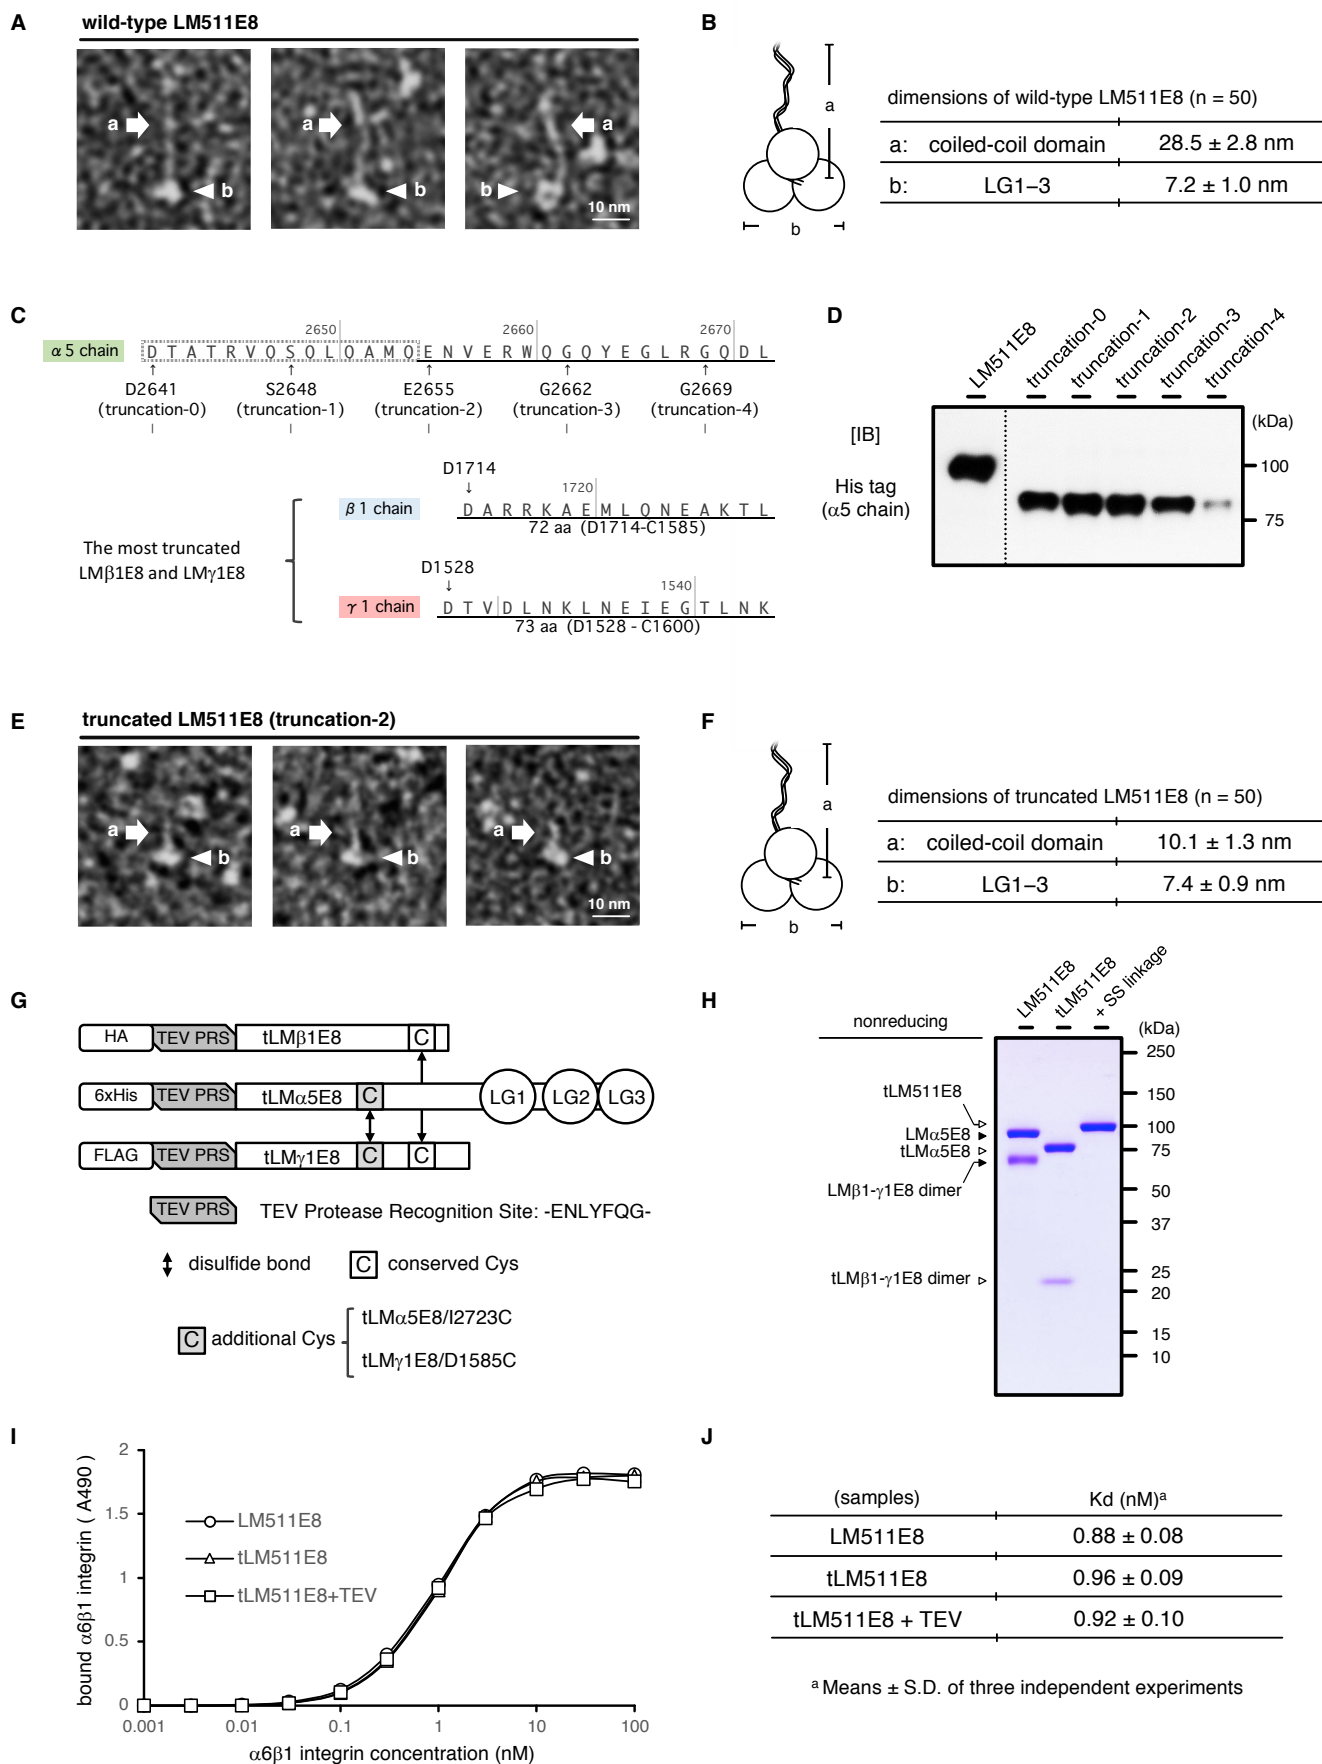 A
wild-type LM511E8
a
b
a
b
a
b
10 nm
B
a
b
dimensions of wild-type LM511E8 (n = 50)
a: coiled-coil domain 28.5 ± 2.8 nm
b: LG1–3 7.2 ± 1.0 nm
C
2650 2660 2670
α5 chain D T A T R V Q S Q L Q A M Q E N V E R W Q G Q Y E G L R G Q D L
↑ ↑ ↑ ↑ ↑
D2641 S2648 E2655 G2662 G2669
(truncation-0) (truncation-1) (truncation-2) (truncation-3) (truncation-4)
D1714
↓ 1720
β1 chain D A R R K A E M L Q N E A K T L
72 aa (D1714-C1585)
The most truncated
LMβ1E8 and LMγ1E8
D1528
↓ 1540
γ1 chain D T V D L N K L N E I E G T L N K
73 aa (D1528 - C1600)
D
LM511E8
truncation-0
truncation-1
truncation-2
truncation-3
truncation-4
[IB]
His tag
(α5 chain)
(kDa)
100
75
E
truncated LM511E8 (truncation-2)
a
b
a
b
a
b
10 nm
F
a
b
dimensions of truncated LM511E8 (n = 50)
a: coiled-coil domain 10.1 ± 1.3 nm
b: LG1–3 7.4 ± 0.9 nm
G
HA TEV PRS tLMβ1E8 C
6xHis TEV PRS tLMα5E8 C LG1 LG2 LG3
FLAG TEV PRS tLMγ1E8 C C
TEV PRS TEV Protease Recognition Site: -ENLYFQG-
disulfide bond C conserved Cys
C additional Cys
tLMα5E8/I2723C
tLMγ1E8/D1585C
H
LM511E8
tLM511E8
+ SS linkage
nonreducing
(kDa)
250
150
100
75
50
37
25
20
15
10
tLM511E8
LMα5E8
tLMα5E8
LMβ1-γ1E8 dimer
tLMβ1-γ1E8 dimer
I
bound α6β1 integrin ( A490 )
2
1.5
1
0.5
0
LM511E8
tLM511E8
tLM511E8+TEV
0.001 0.01 0.1 1 10 100
α6β1 integrin concentration (nM)
J
(samples) Kd (nM)a
LM511E8 0.88 ± 0.08
tLM511E8 0.96 ± 0.09
tLM511E8 + TEV 0.92 ± 0.10
a Means ± S.D. of three independent experiments